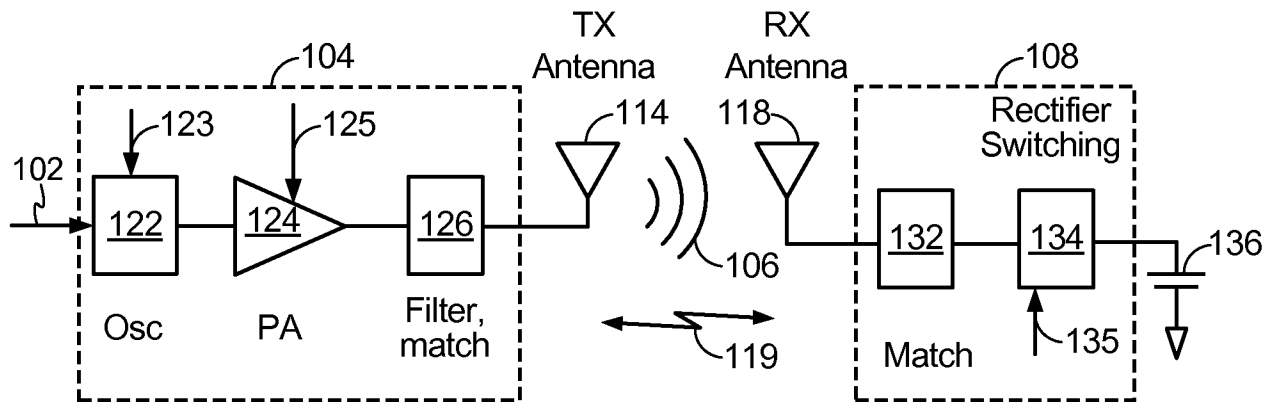 TX
Antenna
RX
Antenna
104
108
123
125
114
118
Rectifier
Switching
102
122
124
126
132
134
136
106
Osc
PA
Filter,
match
119
Match
135